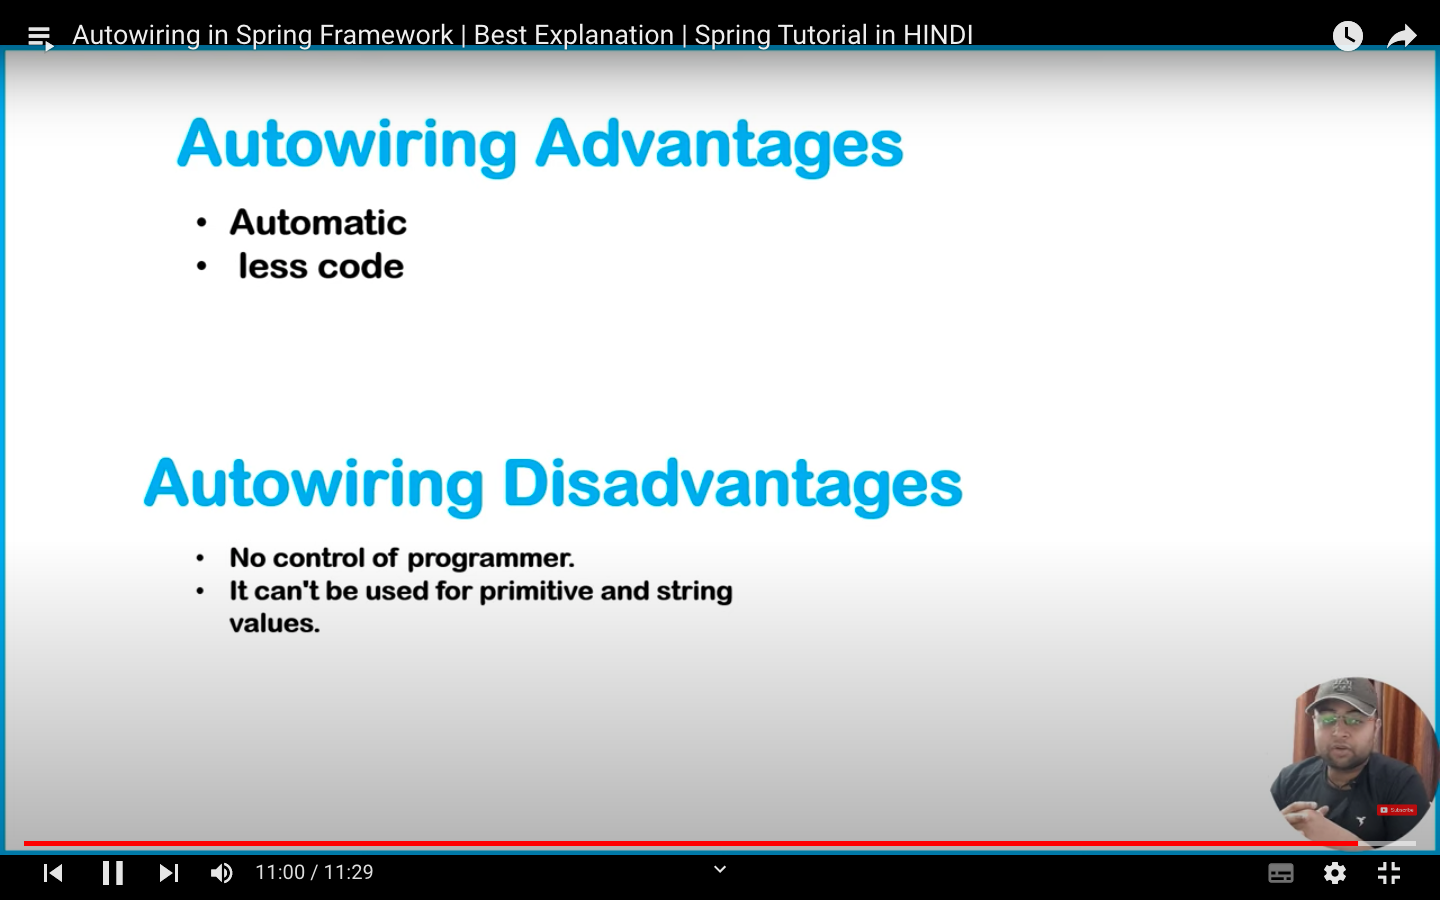 Autowiring in Spring Framework | Best Explanation | Spring Tutorial in HINDI
Autowiring Advantages
• Automatic
• less code
Autowiring Disadvantages
• No control of programmer.
• It can't be used for primitive and string
values.
Subscribe
11:00 / 11:29